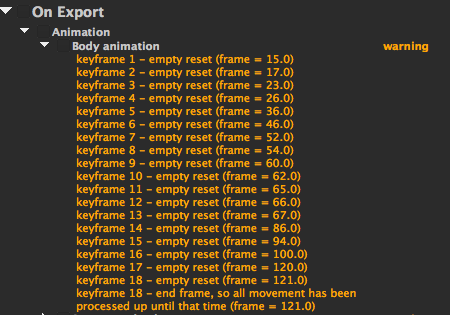 On Export
Animation
Body animation warning
keyframe 1 - empty reset (frame = 15.0)
keyframe 2 - empty reset (frame = 17.0)
keyframe 3 - empty reset (frame = 23.0)
keyframe 4 - empty reset (frame = 26.0)
keyframe 5 - empty reset (frame = 36.0)
keyframe 6 - empty reset (frame = 46.0)
keyframe 7 - empty reset (frame = 52.0)
keyframe 8 - empty reset (frame = 54.0)
keyframe 9 - empty reset (frame = 60.0)
keyframe 10 - empty reset (frame = 62.0)
keyframe 11 - empty reset (frame = 65.0)
keyframe 12 - empty reset (frame = 66.0)
keyframe 13 - empty reset (frame = 67.0)
keyframe 14 - empty reset (frame = 86.0)
keyframe 15 - empty reset (frame = 94.0)
keyframe 16 - empty reset (frame = 100.0)
keyframe 17 - empty reset (frame = 120.0)
keyframe 18 - empty reset (frame = 121.0)
keyframe 18 - end frame, so all movement has been
processed up until that time (frame = 121.0)